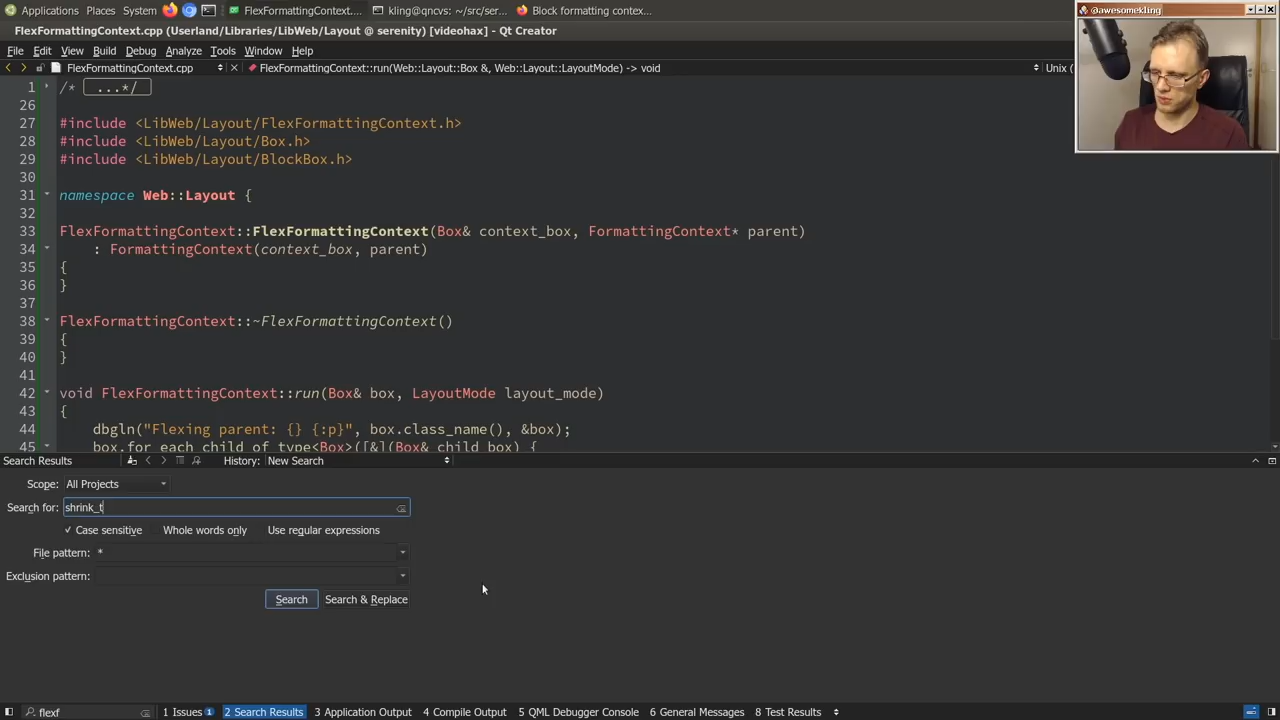 Applications Places System FlexFormattingContext.... kling@qncvs: ~/src/ser... Block formatting contex...
@awesomekling
FlexFormattingContext.cpp (Userland/Libraries/LibWeb/Layout @ serenity) [videohax] - Qt Creator
File Edit View Build Debug Analyze Tools Window Help
FlexFormattingContext.cpp FlexFormattingContext::run(Web::Layout::Box &, Web::Layout::LayoutMode) -> void Unix (
1 /* ...*/
26
27 #include <LibWeb/Layout/FlexFormattingContext.h>
28 #include <LibWeb/Layout/Box.h>
29 #include <LibWeb/Layout/BlockBox.h>
30
31 namespace Web::Layout {
32
33 FlexFormattingContext::FlexFormattingContext(Box& context_box, FormattingContext* parent)
34 : FormattingContext(context_box, parent)
35 {
36 }
37
38 FlexFormattingContext::~FlexFormattingContext()
39 {
40 }
41
42 void FlexFormattingContext::run(Box& box, LayoutMode layout_mode)
43 {
44 dbgln("Flexing parent: {} {:p}", box.class_name(), &box);
45 box.for_each_child_of_type<Box>([&](Box& child_box) {
Search Results History: New Search
Scope: All Projects
Search for: shrink_t
✓ Case sensitive Whole words only Use regular expressions
File pattern: *
Exclusion pattern:
Search Search & Replace
flexf 1 Issues 1 2 Search Results 3 Application Output 4 Compile Output 5 QML Debugger Console 6 General Messages 8 Test Results